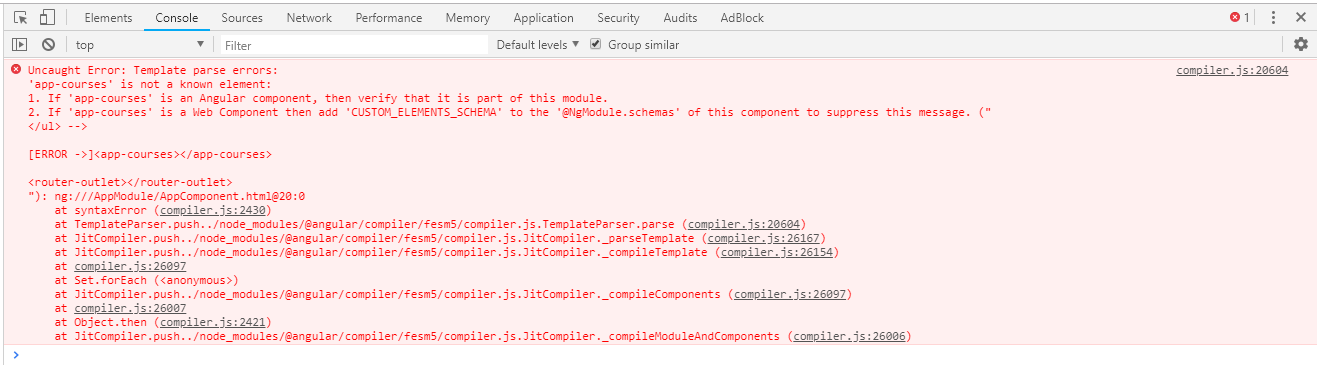 Elements Console Sources Network Performance Memory Application Security Audits AdBlock 1
top Filter Default levels Group similar
Uncaught Error: Template parse errors: compiler.js:20604
'app-courses' is not a known element:
1. If 'app-courses' is an Angular component, then verify that it is part of this module.
2. If 'app-courses' is a Web Component then add 'CUSTOM_ELEMENTS_SCHEMA' to the '@NgModule.schemas' of this component to suppress this message. ("
</ul> -->
[ERROR ->]<app-courses></app-courses>
<router-outlet></router-outlet>
"): ng:///AppModule/AppComponent.html@20:0
at syntaxError (compiler.js:2430)
at TemplateParser.push../node_modules/@angular/compiler/fesm5/compiler.js.TemplateParser.parse (compiler.js:20604)
at JitCompiler.push../node_modules/@angular/compiler/fesm5/compiler.js.JitCompiler._parseTemplate (compiler.js:26167)
at JitCompiler.push../node_modules/@angular/compiler/fesm5/compiler.js.JitCompiler._compileTemplate (compiler.js:26154)
at compiler.js:26097
at Set.forEach (<anonymous>)
at JitCompiler.push../node_modules/@angular/compiler/fesm5/compiler.js.JitCompiler._compileComponents (compiler.js:26097)
at compiler.js:26007
at Object.then (compiler.js:2421)
at JitCompiler.push../node_modules/@angular/compiler/fesm5/compiler.js.JitCompiler._compileModuleAndComponents (compiler.js:26006)